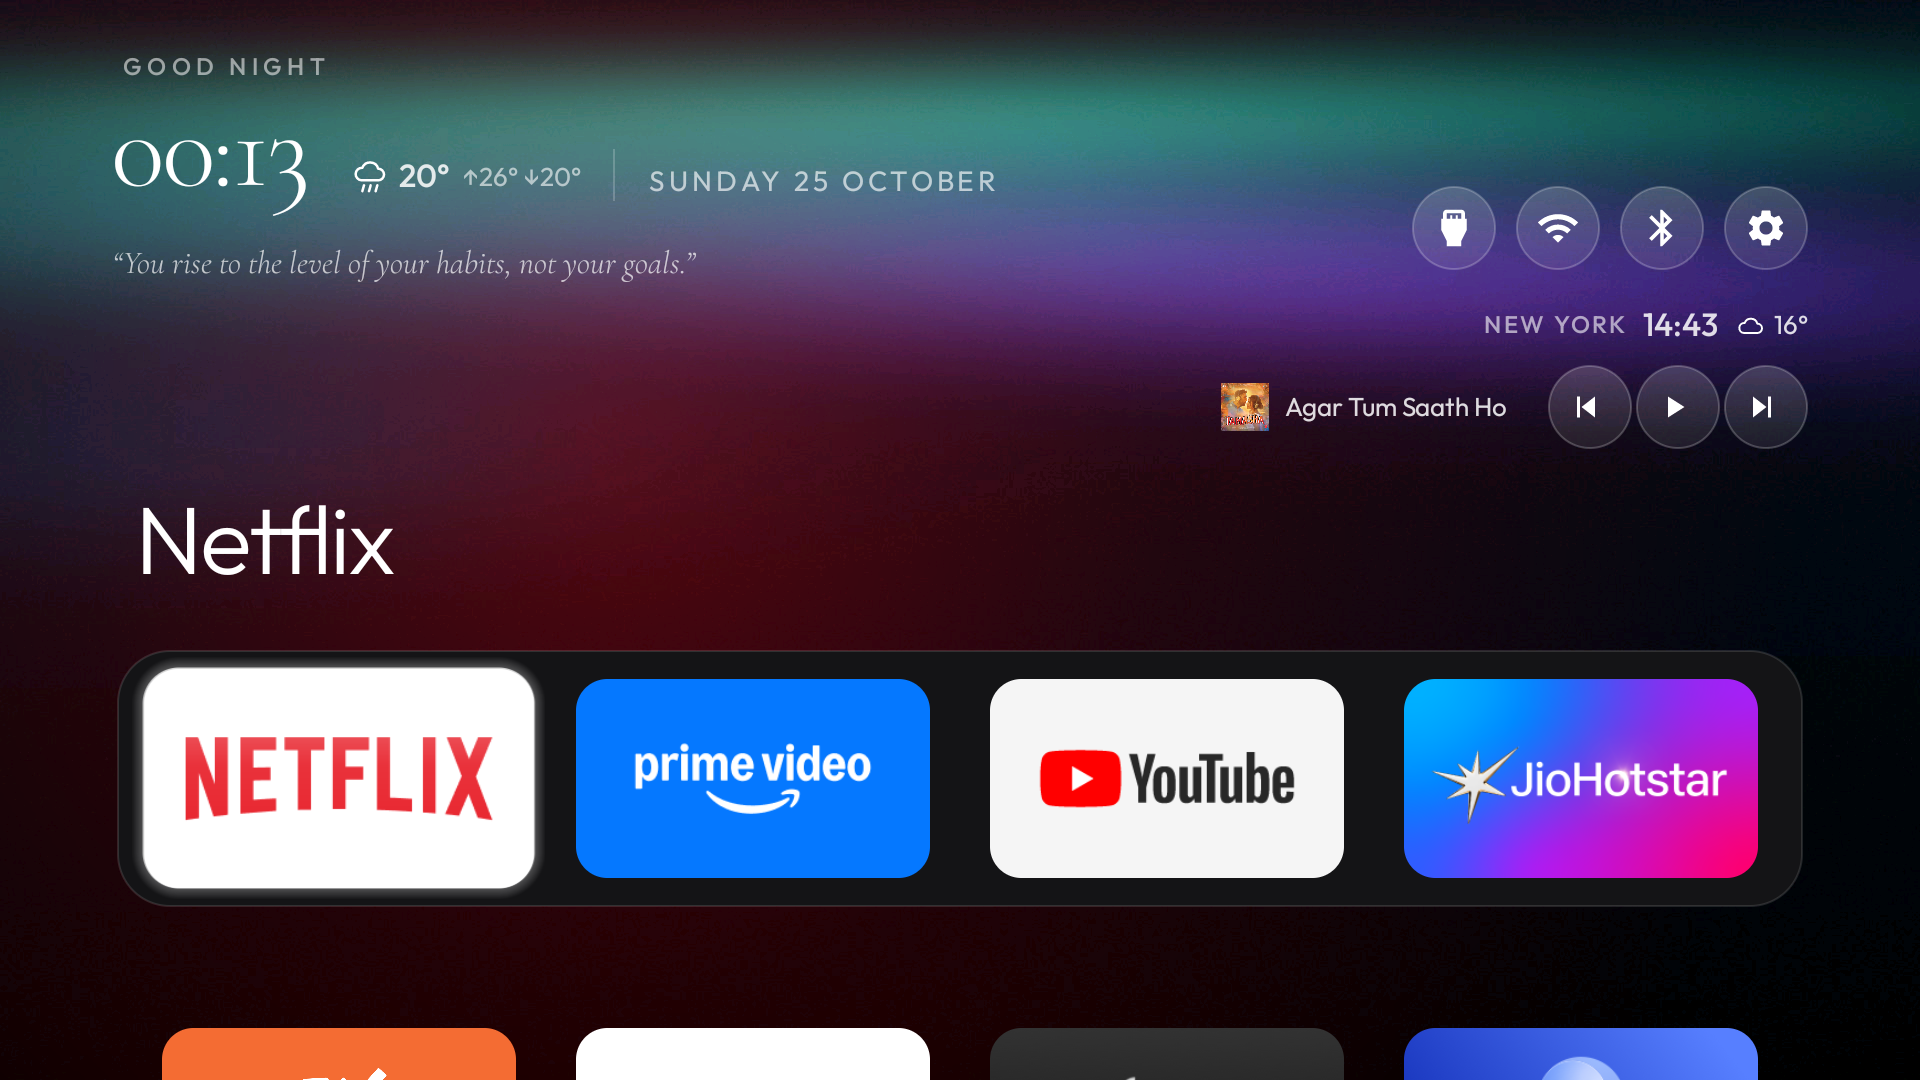 GOOD NIGHT
00:13 20° ↑26° ↓20° SUNDAY 25 OCTOBER
“You rise to the level of your habits, not your goals.”
NEW YORK 14:43 16°
Agar Tum Saath Ho
Netflix
NETFLIX
prime video
YouTube
JioHotstar